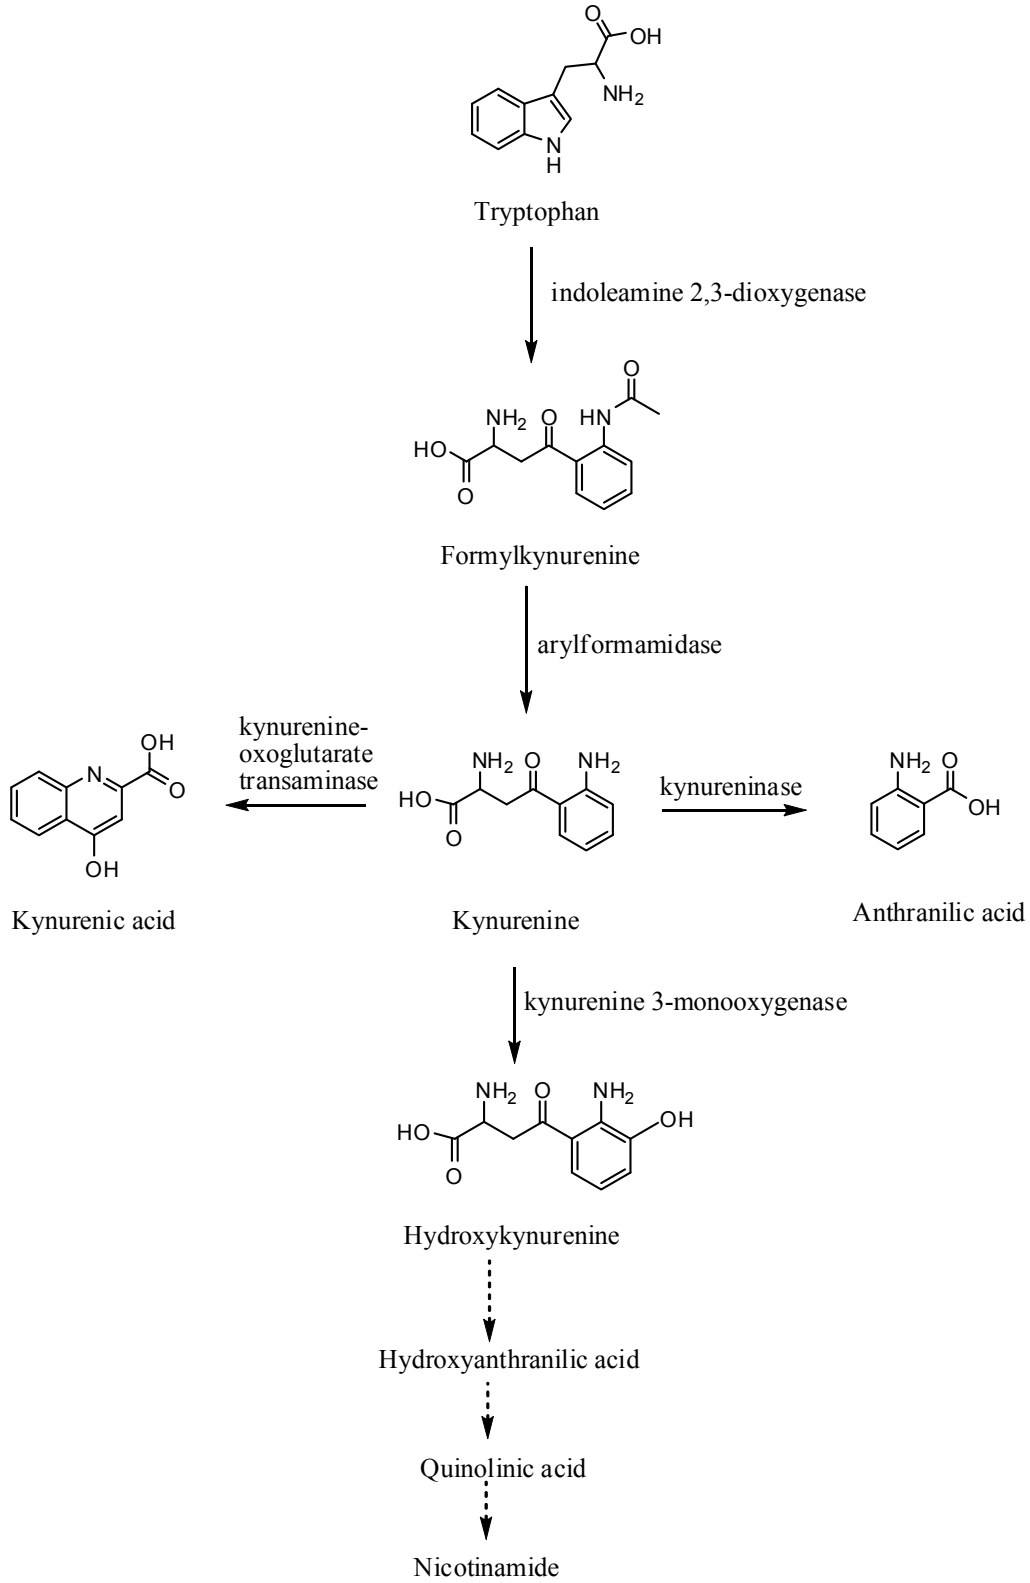 O
OH
NH2
N
H
Tryptophan
indoleamine 2,3-dioxygenase
O
NH2 O HN
HO
O
Formylkynurenine
arylformamidase
kynurenine-
oxoglutarate
transaminase
OH
N
O
OH
Kynurenic acid
NH2 O NH2
HO
O
Kynurenine
kynureninase
NH2 O
OH
Anthranilic acid
kynurenine 3-monooxygenase
NH2 O NH2
OH
HO
O
Hydroxykynurenine
Hydroxyanthranilic acid
Quinolinic acid
Nicotinamide